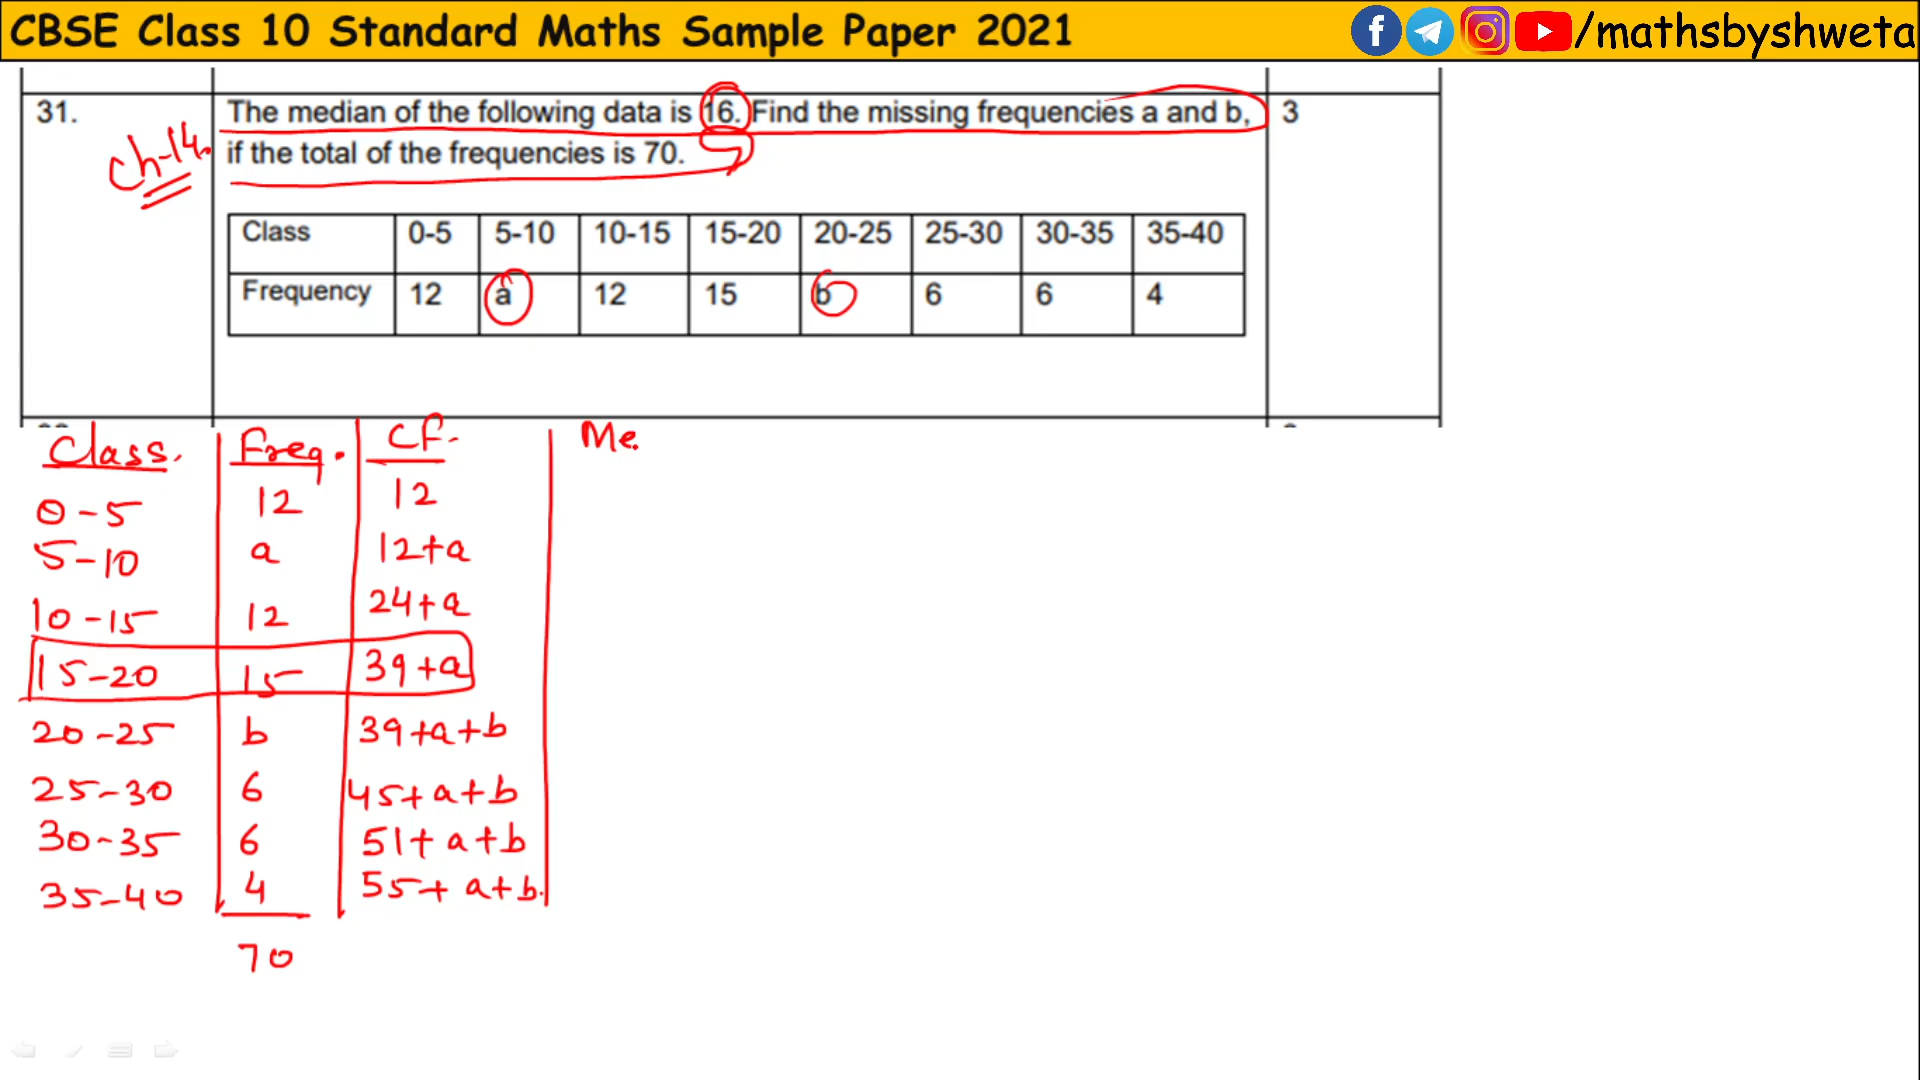 CBSE Class 10 Standard Maths Sample Paper 2021 /mathsbyshweta
31. The median of the following data is 16. Find the missing frequencies a and b, 3
if the total of the frequencies is 70.
Ch-14.
Class 0-5 5-10 10-15 15-20 20-25 25-30 30-35 35-40
Frequency 12 a 12 15 b 6 6 4
Class. Freq. CF. Me.
0-5 12 12
5-10 a 12+a
10-15 12 24+a
15-20 15 39+a
20-25 b 39+a+b
25-30 6 45+a+b
30-35 6 51+a+b
35-40 4 55+a+b.
70